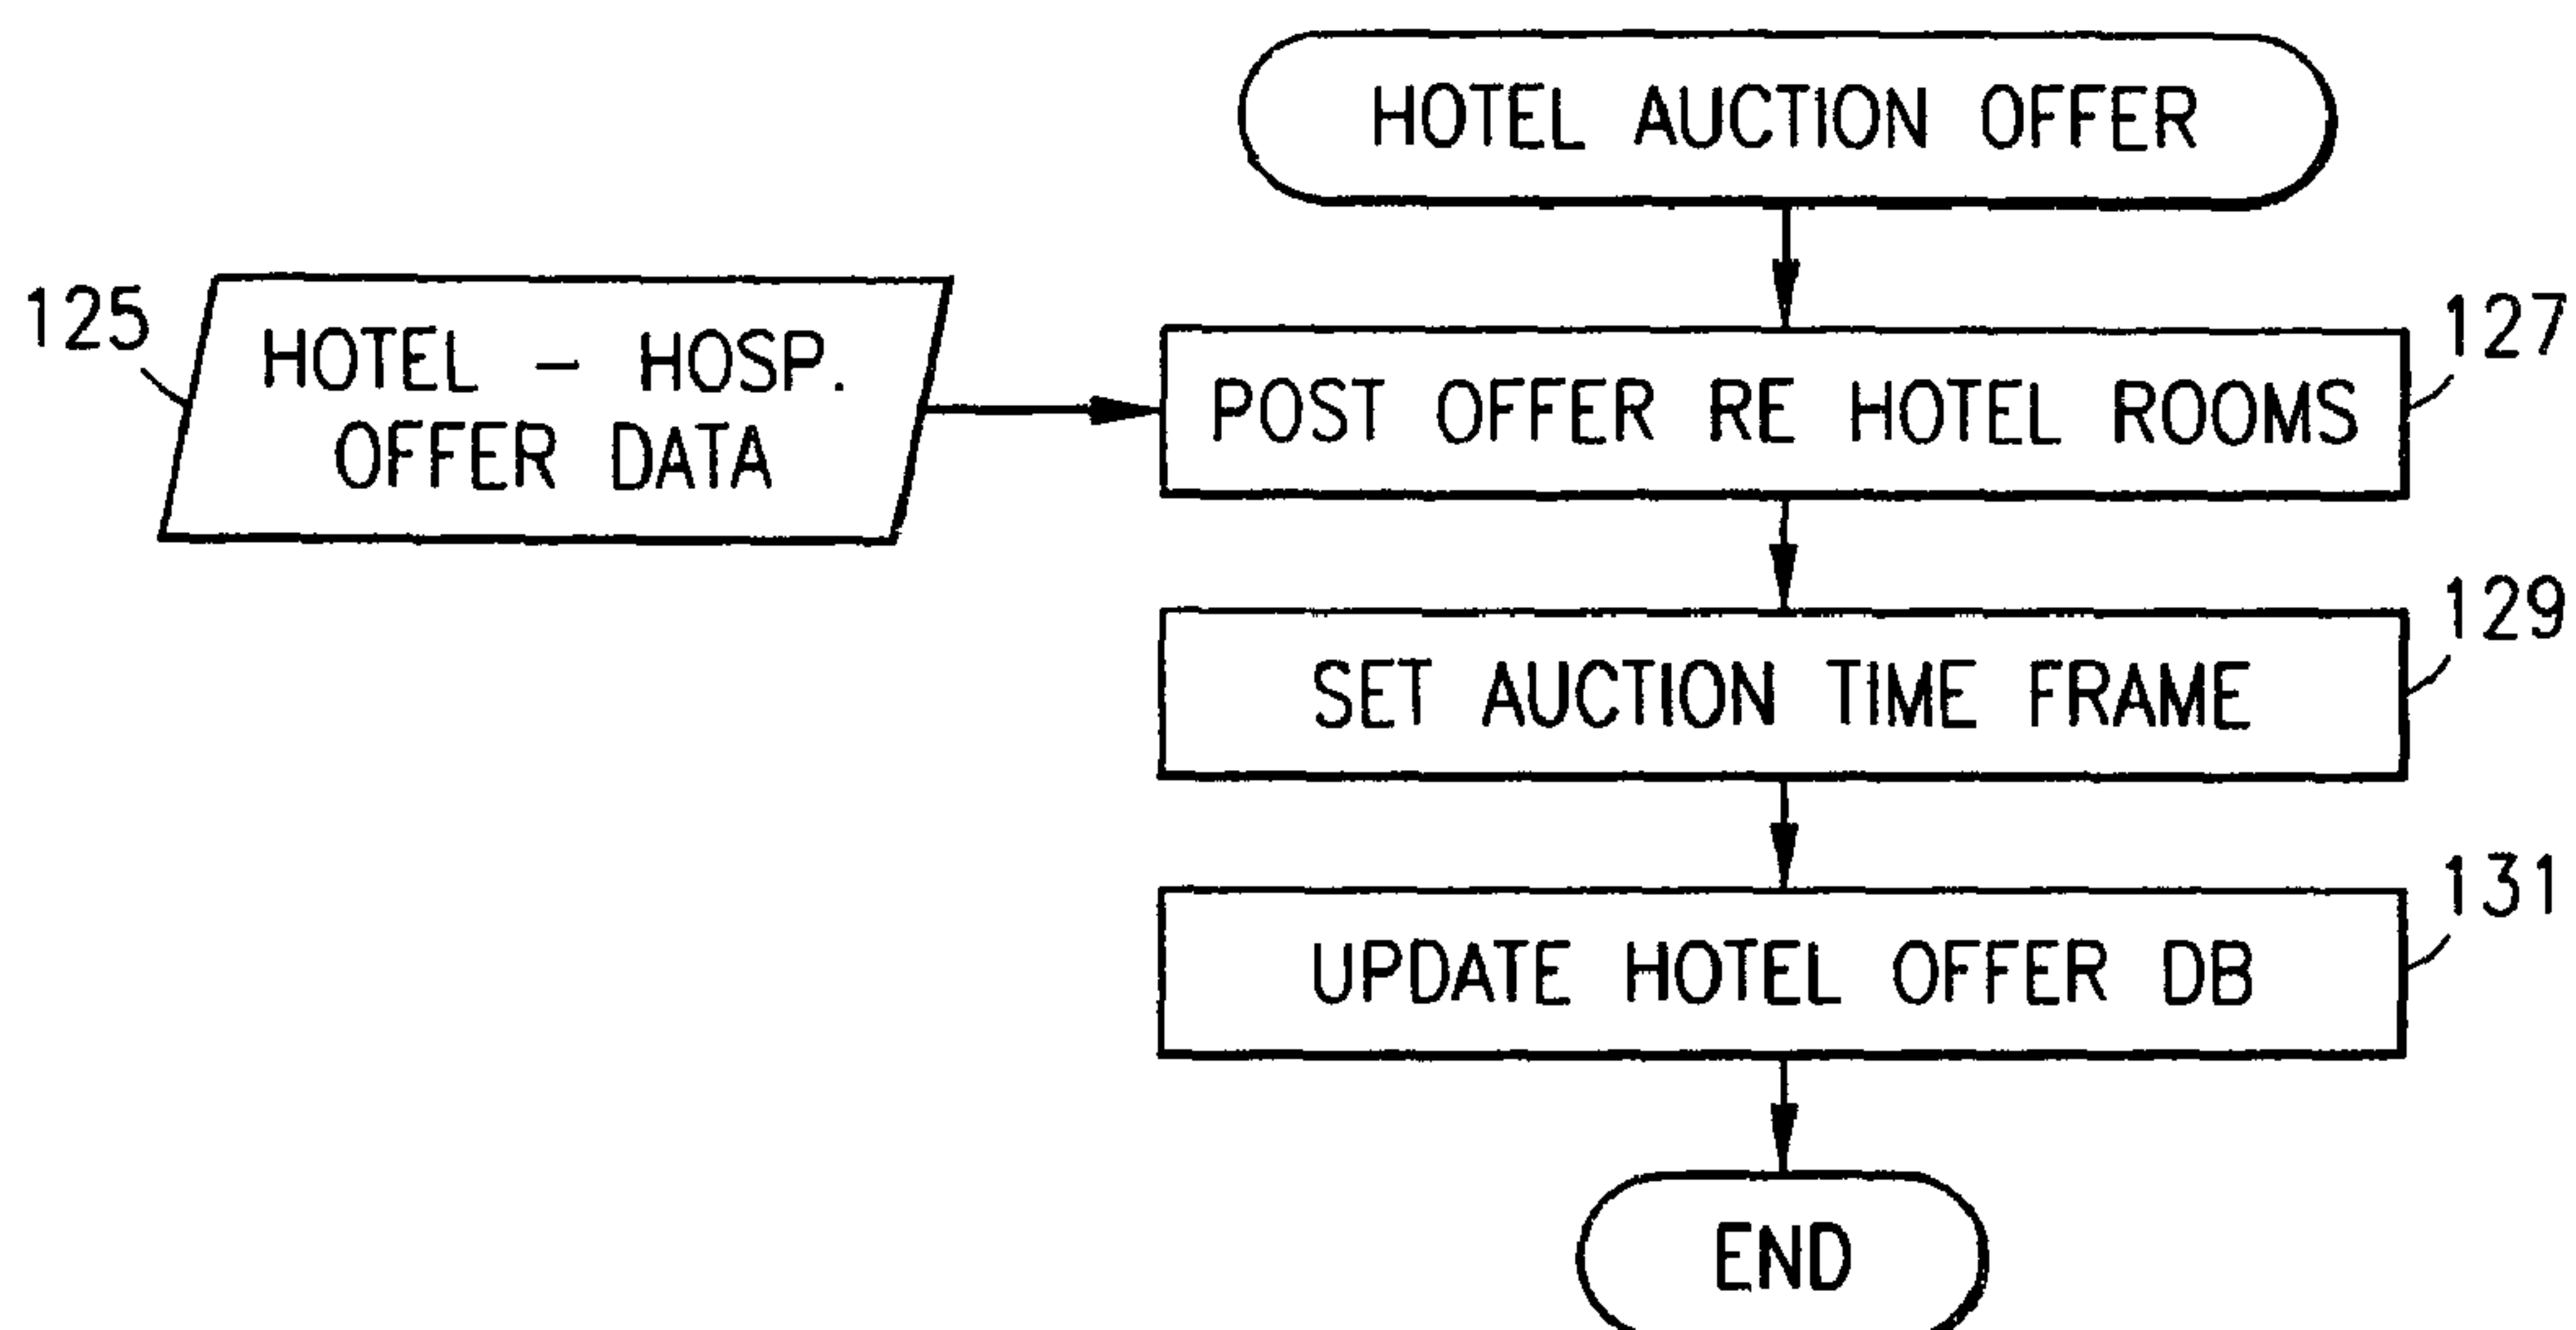 HOTEL AUCTION OFFER
125
HOTEL – HOSP.
OFFER DATA
127
POST OFFER RE HOTEL ROOMS
129
SET AUCTION TIME FRAME
131
UPDATE HOTEL OFFER DB
END